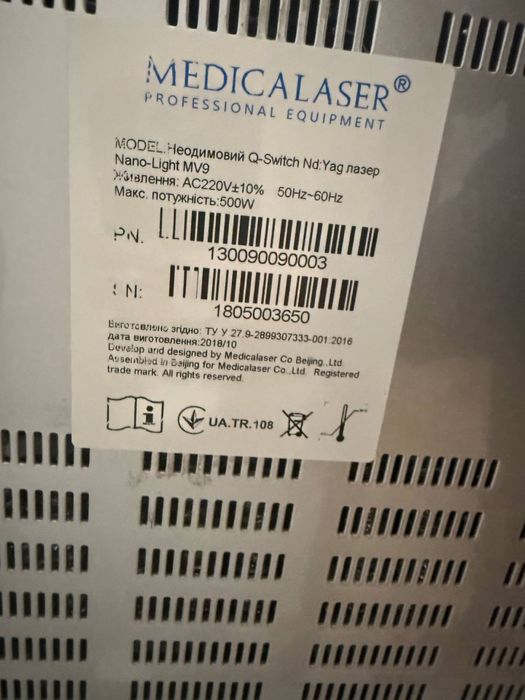 MEDICALASER®
PROFESSIONAL EQUIPMENT
MODEL:Неодимовий Q-Switch Nd:Yag лазер
Nano-Light MV9
Живлення: AC220V±10% 50Hz~60Hz
Макс. потужність:500W
PN.
130090090003
SN:
1805003650
Виготовлено згідно: ТУ У 27.9-2899307333-001:2016
дата виготовлення:2018/10
Develop and designed by Medicalaser Co Beijing.,Ltd.
Assembled in Baijing for Medicalaser Co.,Ltd. Registered
trade mark. All rights reserved.
UA.TR.108